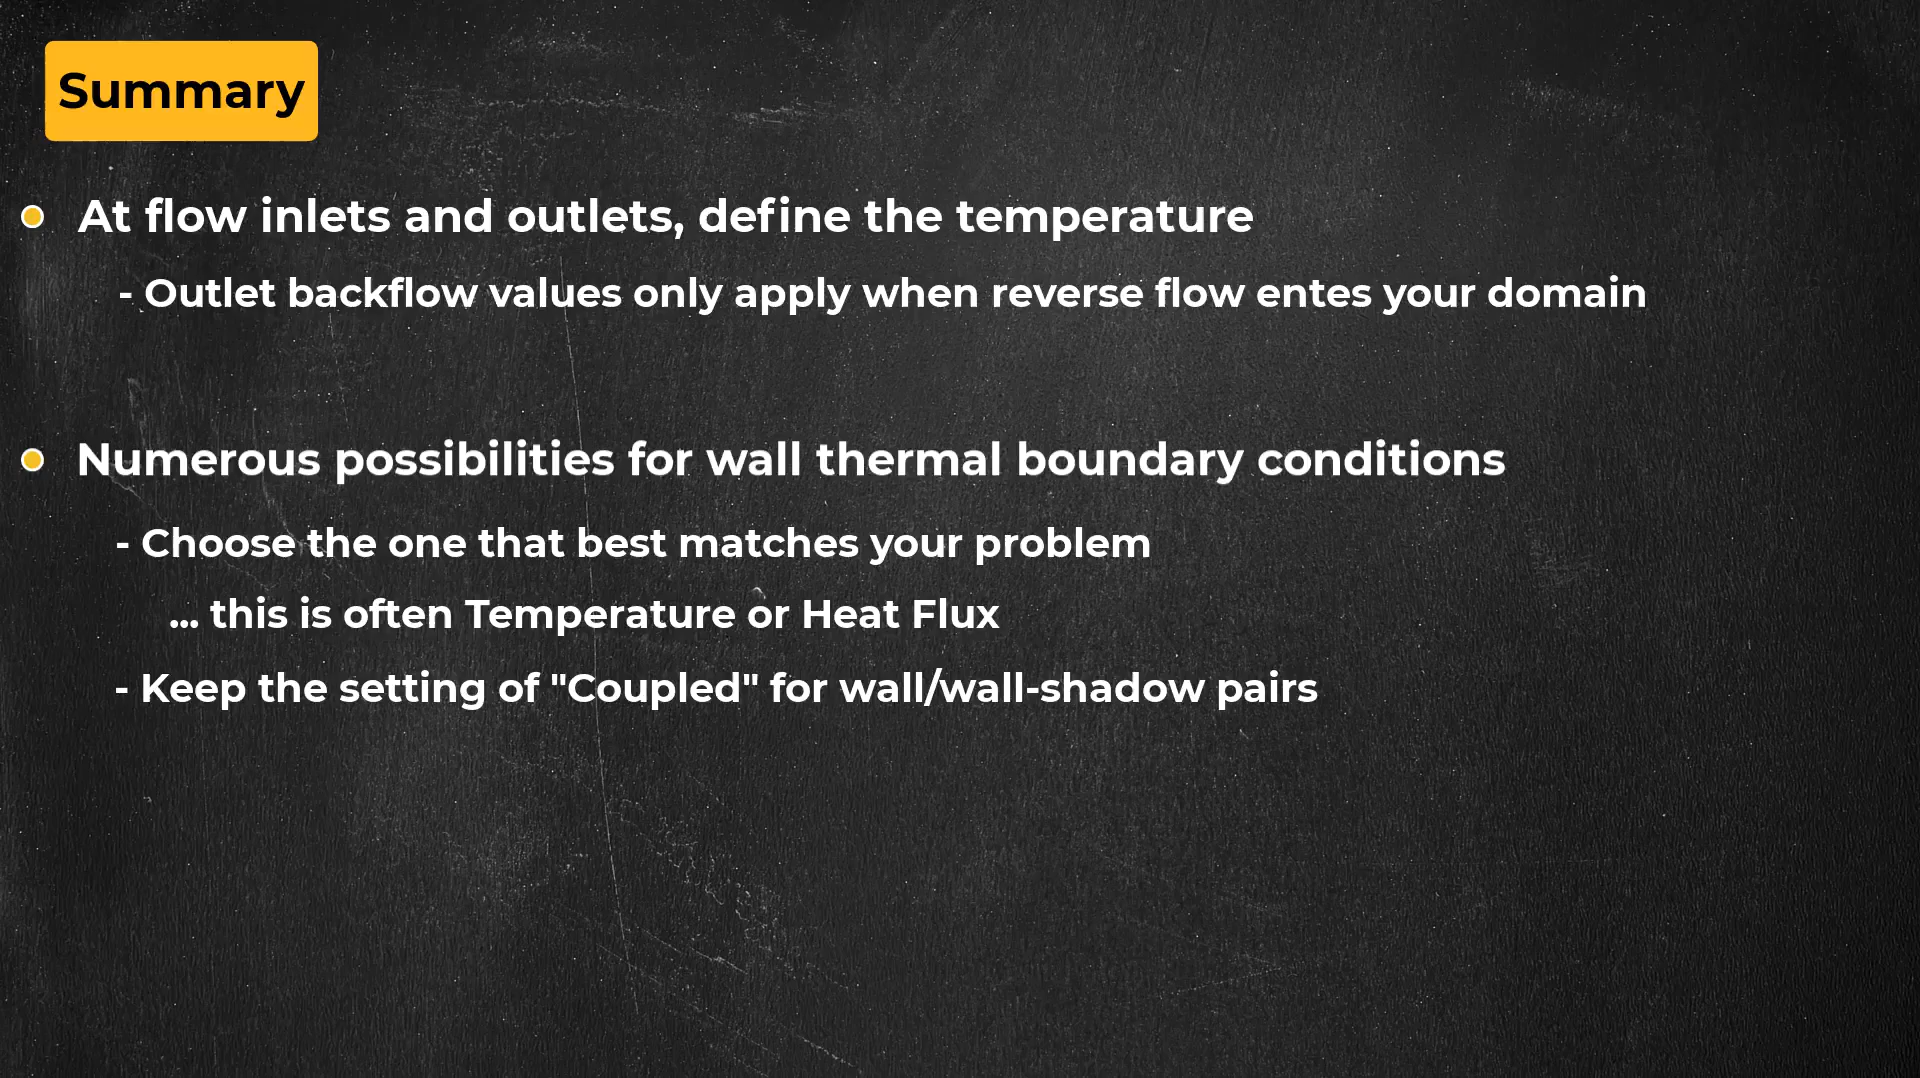 Summary
At flow inlets and outlets, define the temperature
- Outlet backflow values only apply when reverse flow entes your domain
Numerous possibilities for wall thermal boundary conditions
- Choose the one that best matches your problem
... this is often Temperature or Heat Flux
- Keep the setting of "Coupled" for wall/wall-shadow pairs